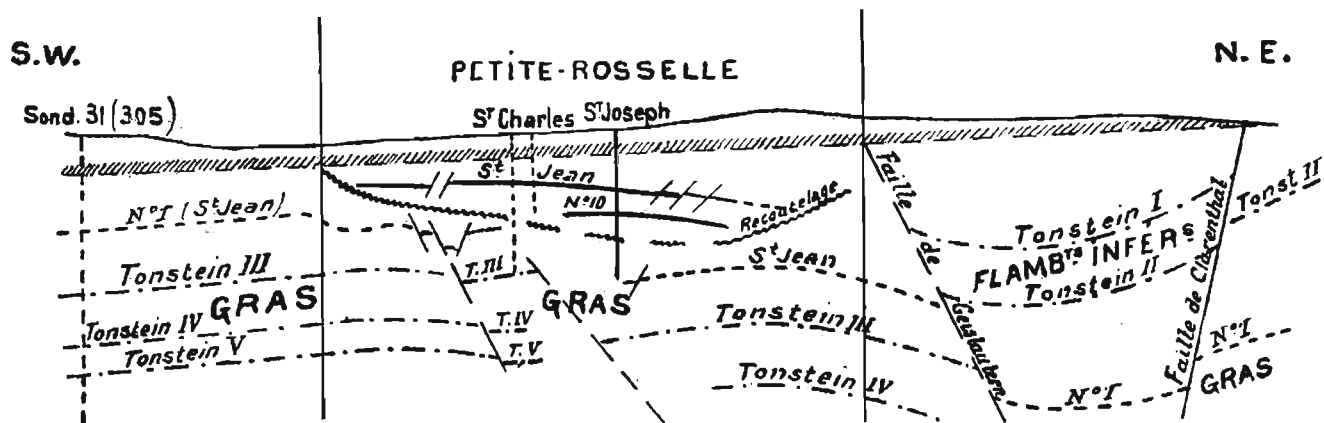 S.W.
N. E.
PETITE-ROSSELLE
Sond. 31 (305)
Sᵀ Charles
Sᵀ Joseph
Sᵗ Jean
N°10
Recoutelage
N°I (Sᵗ Jean)
Tonstein III
GRAS
Tonstein IV
Tonstein V
T. III
T. IV
T. V
GRAS
Sᵗ Jean
Tonstein III
Tonstein IV
Faille de Geislautern
Tonstein I
FLAMBᵀˢ INFERˢ
Tonstein II
N°I
Faille de Clarenthal
Tonst II
N°I
GRAS